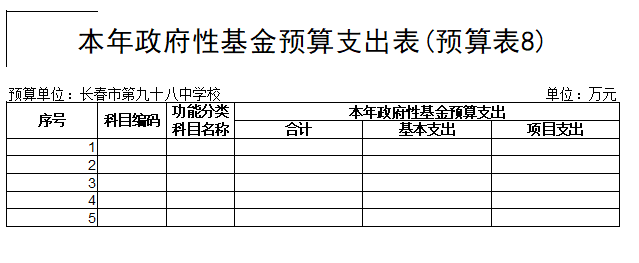 本年政府性基金预算支出表(预算表8)
预算单位：长春市第九十八中学校 单位：万元
序号 科目编码 功能分类科目名称 本年政府性基金预算支出
合计 基本支出 项目支出
1
2
3
4
5